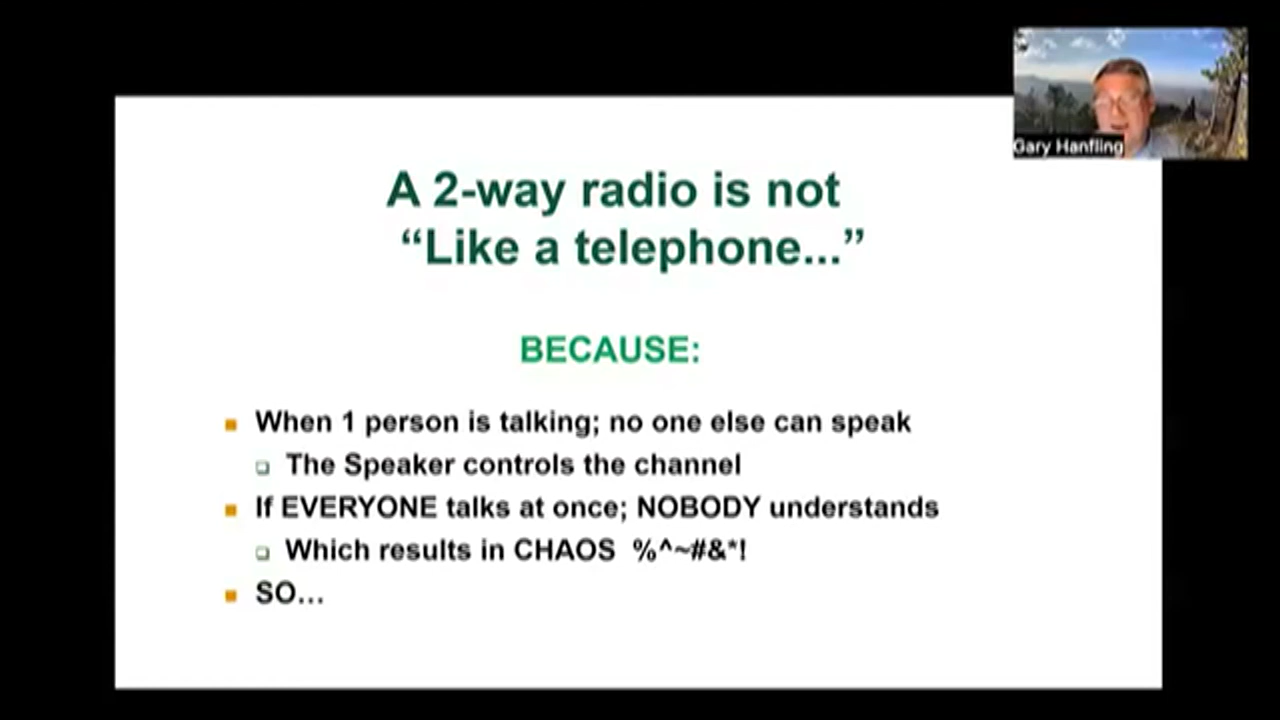 Gary Hanfling
A 2-way radio is not
“Like a telephone...”
BECAUSE:
When 1 person is talking; no one else can speak
The Speaker controls the channel
If EVERYONE talks at once; NOBODY understands
Which results in CHAOS %^~#&*!
SO...